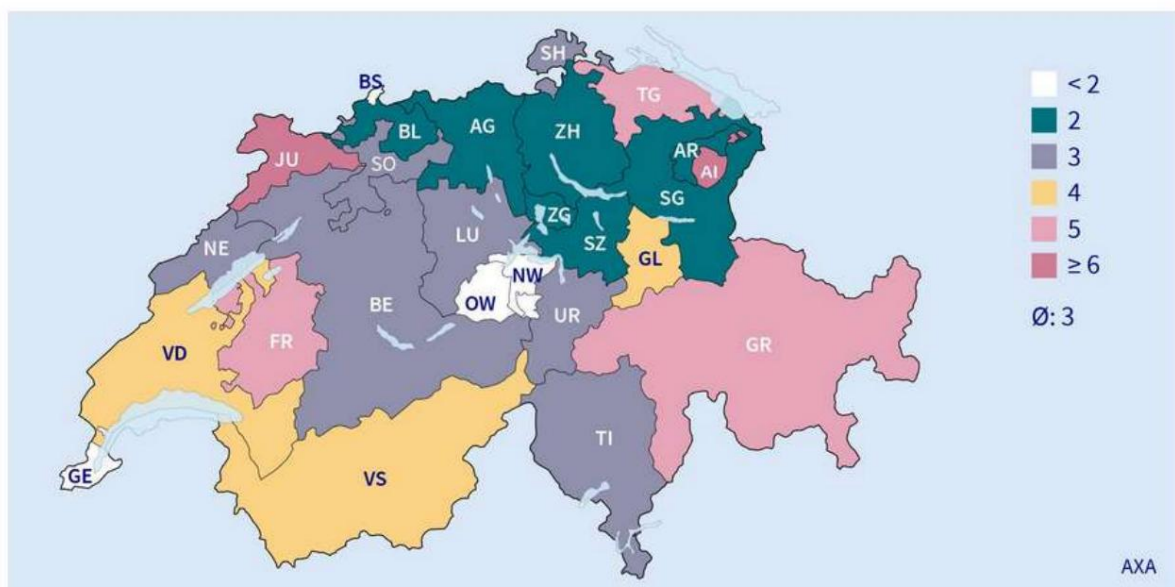 SH
BS
TG
BL
AG
ZH
AR
JU
SO
AI
SG
ZG
LU
SZ
NE
NW
GL
OW
BE
UR
FR
GR
VD
TI
GE
VS
< 2
2
3
4
5
≥ 6
Ø: 3
AXA